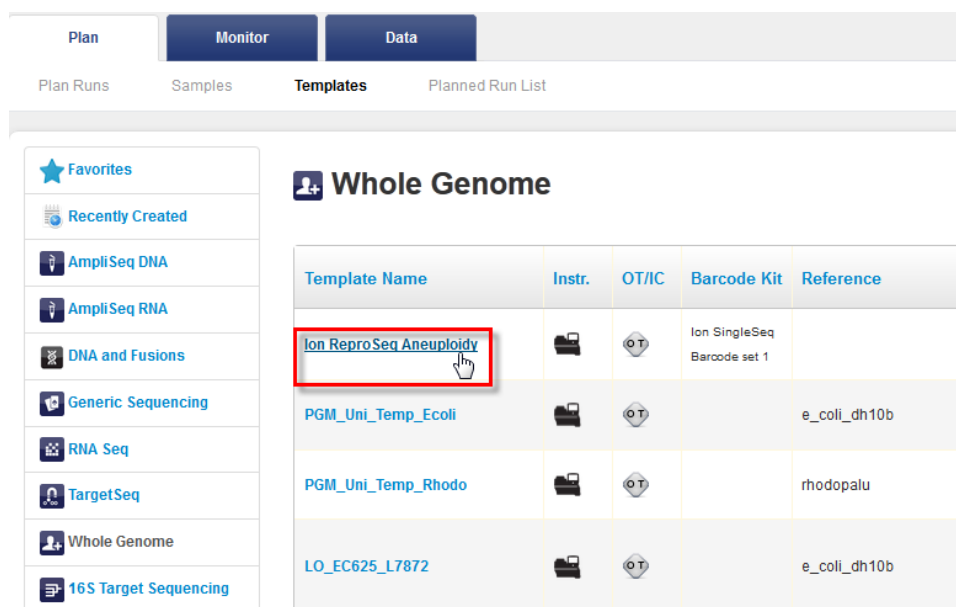 Plan Monitor Data
Plan Runs Samples Templates Planned Run List
Favorites
Recently Created
AmpliSeq DNA
AmpliSeq RNA
DNA and Fusions
Generic Sequencing
RNA Seq
TargetSeq
Whole Genome
16S Target Sequencing
Whole Genome
Template Name Instr. OT/IC Barcode Kit Reference
Ion ReproSeq Aneuploidy OT Ion SingleSeq
Barcode set 1
PGM_Uni_Temp_Ecoli OT e_coli_dh10b
PGM_Uni_Temp_Rhodo OT rhodopalu
LO_EC625_L7872 OT e_coli_dh10b